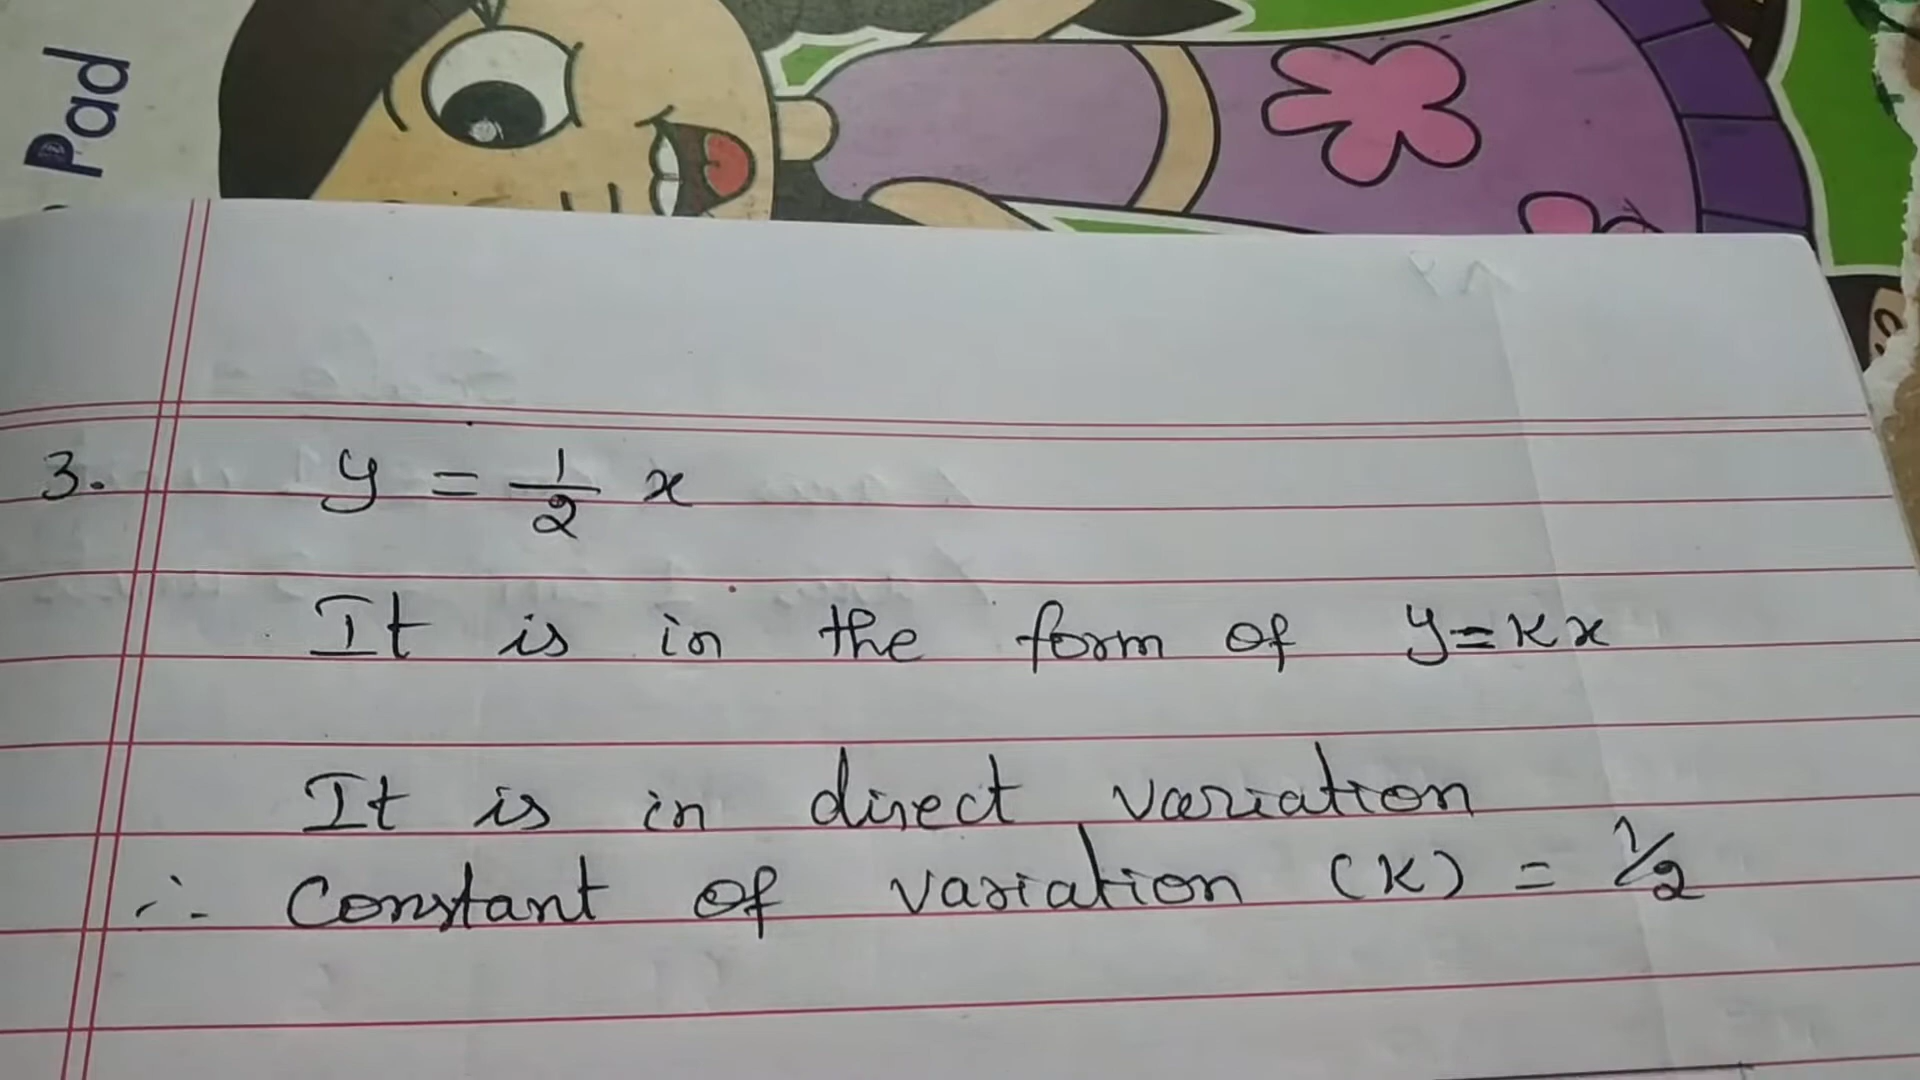 Pad
3. y = 1/2 x
It is in the form of y=kx
It is in direct variation
∴ Constant of variation (K) = 1/2